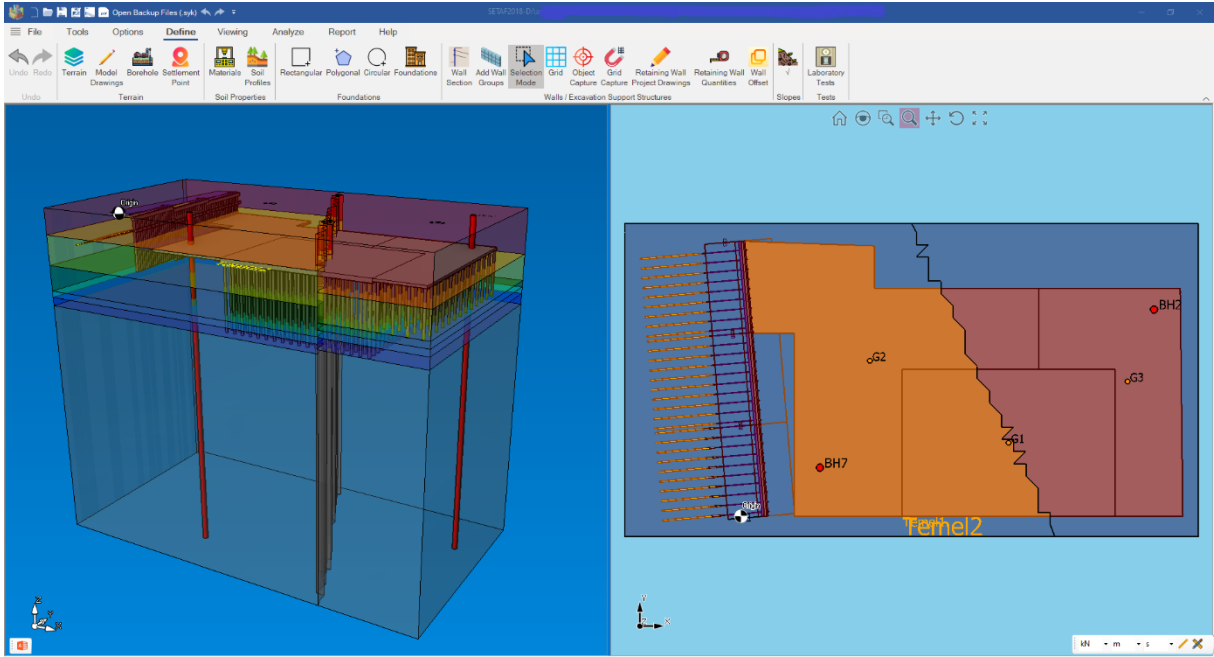 Open Backup Files (.syk)
SETAF2018-D:\
File Tools Options Define Viewing Analyze Report Help
Undo Redo
Terrain
Model Drawings
Borehole
Settlement Point
Materials
Soil Profiles
Rectangular
Polygonal
Circular
Foundations
Wall Section
Add Wall Groups
Selection Mode
Grid
Object Capture
Grid Capture
Retaining Wall Project Drawings
Retaining Wall Quantities
Wall Offset
√
Laboratory Tests
Undo
Terrain
Soil Properties
Foundations
Walls / Excavation Support Structures
Slopes
Tests
Origin
Z
Y
X
BH2
G2
G3
G1
BH7
Origin
Temel2
Y
Z
X
kN m s